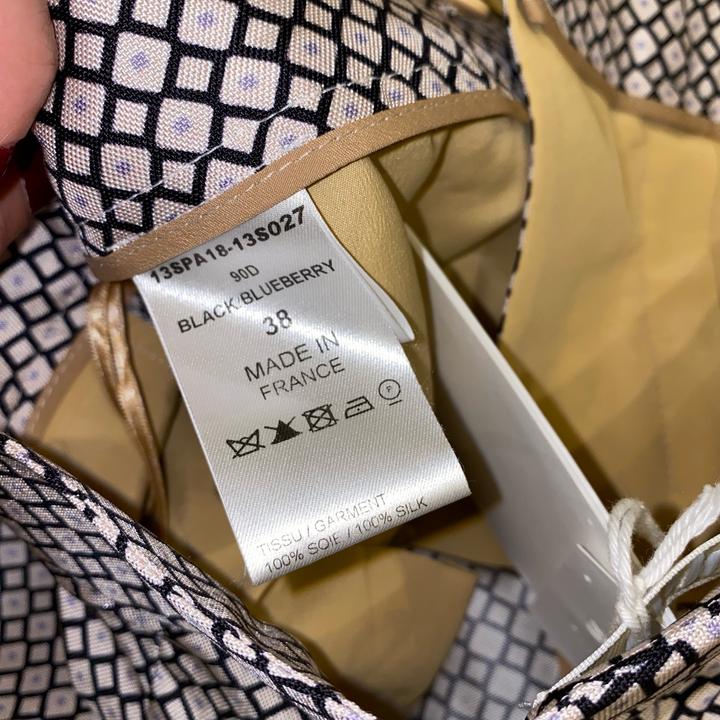 13SPA18-13S027
90D
BLACK/BLUEBERRY
38
MADE IN
FRANCE
P
TISSU / GARMENT
100% SOIE / 100% SILK